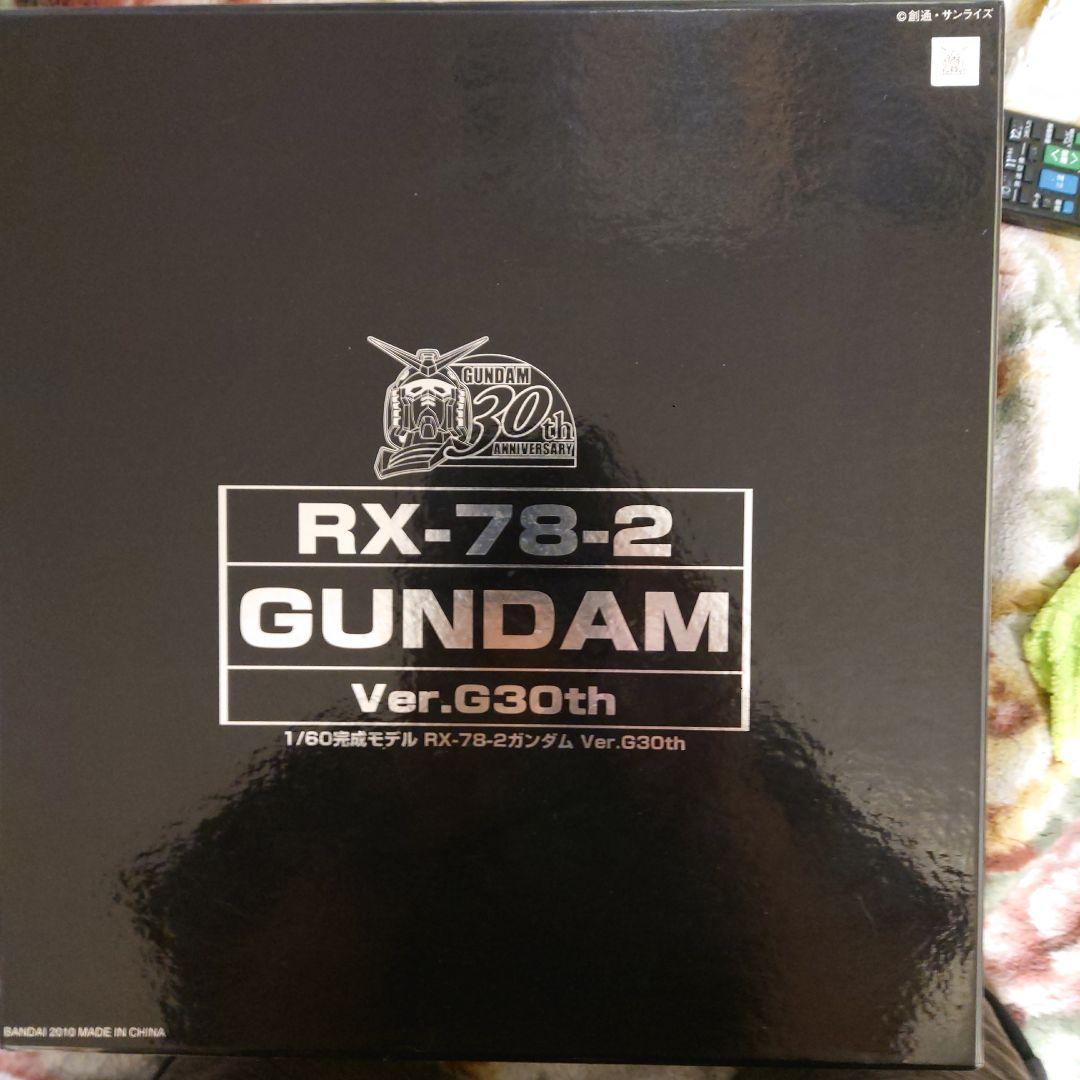 ©創通・サンライズ
GUNDAM
30th
ANNIVERSARY
RX-78-2
GUNDAM
Ver.G30th
1/60完成モデル RX-78-2ガンダム Ver.G30th
BANDAI 2010 MADE IN CHINA